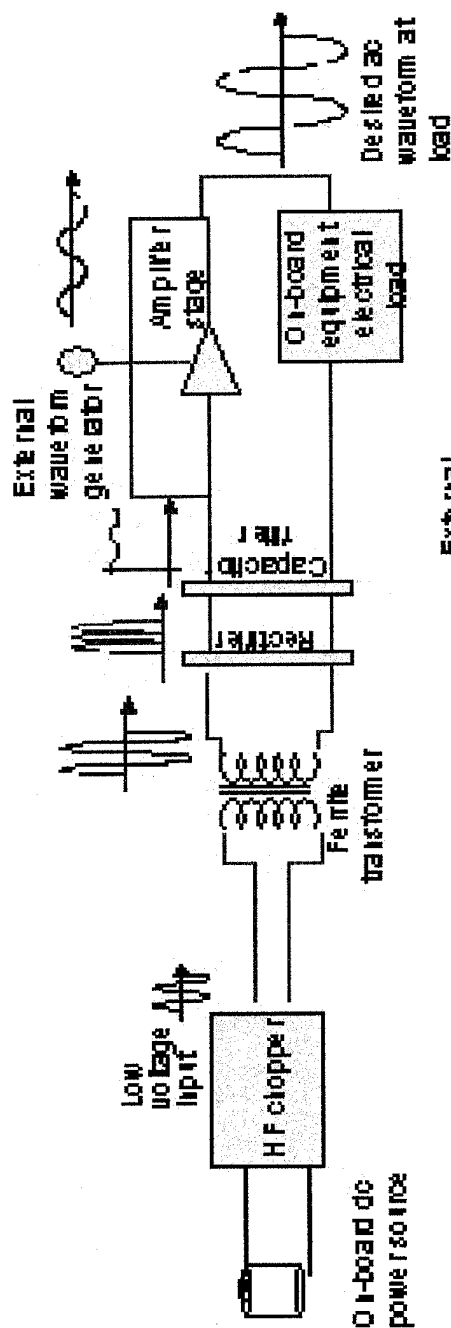 On-board dc
power source
HF chopper
Low
voltage
input
Ferrite
transformer
Rectifier
Capacitor
filter
External
waveform
generator
Amplifier
stage
On-board
equipment
electrical
load
Desired ac
waveform at
load
External